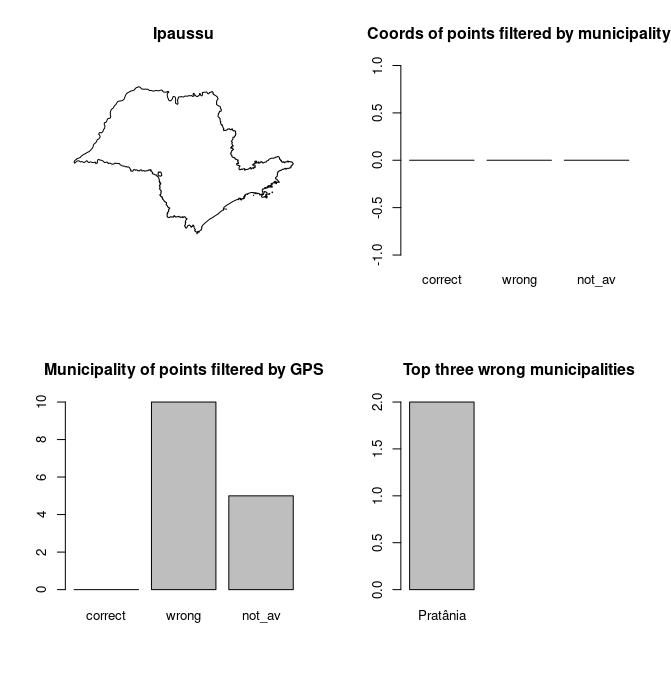 Ipaussu
Coords of points filtered by municipality
1.0
0.5
0.0
-0.5
-1.0
correct wrong not_av
Municipality of points filtered by GPS
10
8
6
4
2
0
correct wrong not_av
Top three wrong municipalities
2.0
1.5
1.0
0.5
0.0
Pratânia